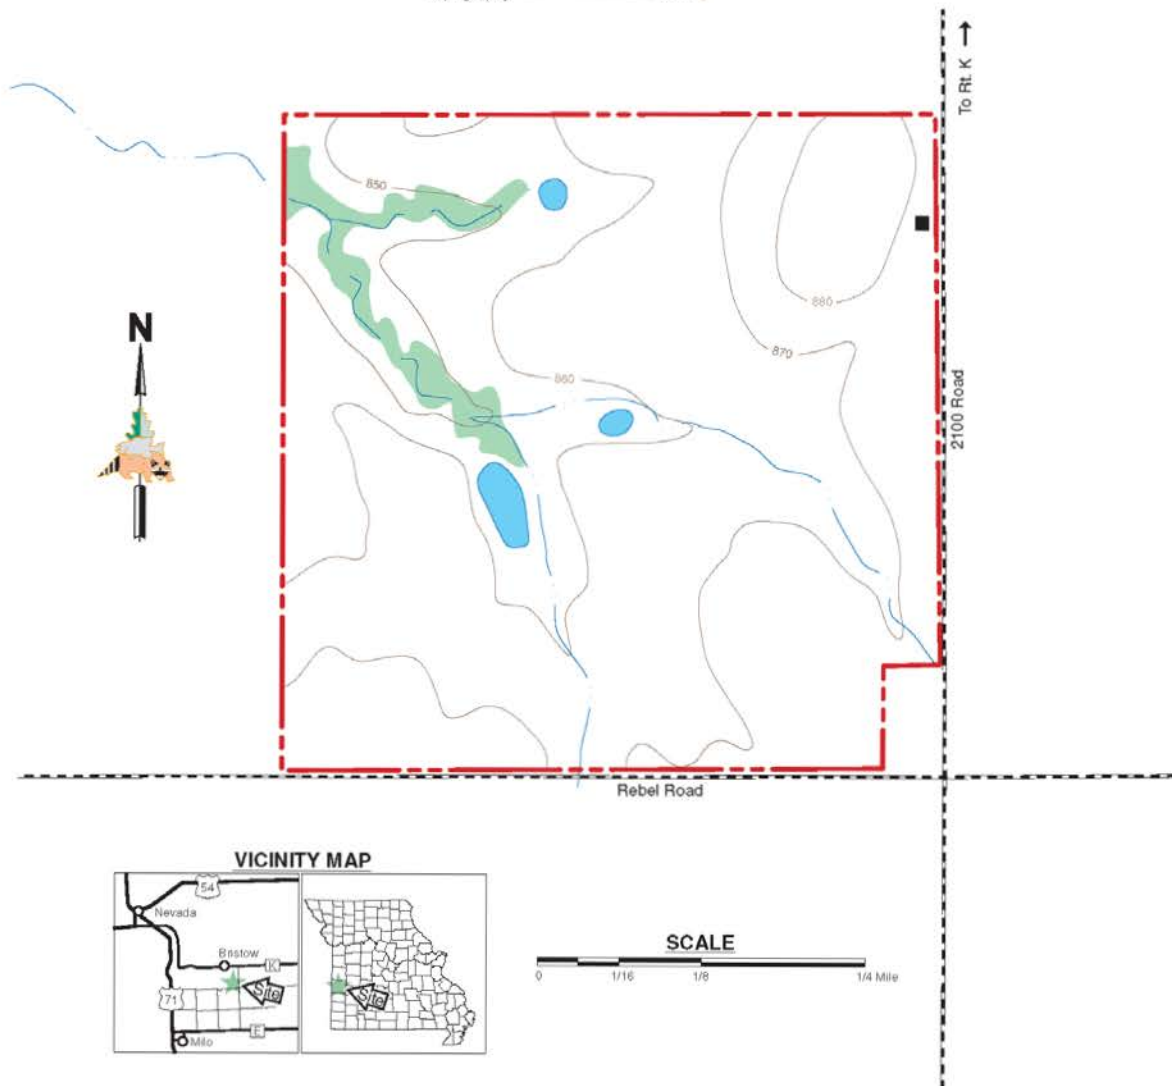 To Rt. K
850
880
870
860
N
2100 Road
Rebel Road
VICINITY MAP
54
Nevada
Bristow
K
Site
71
E
Milo
Site
SCALE
0
1/16
1/8
1/4 Mile